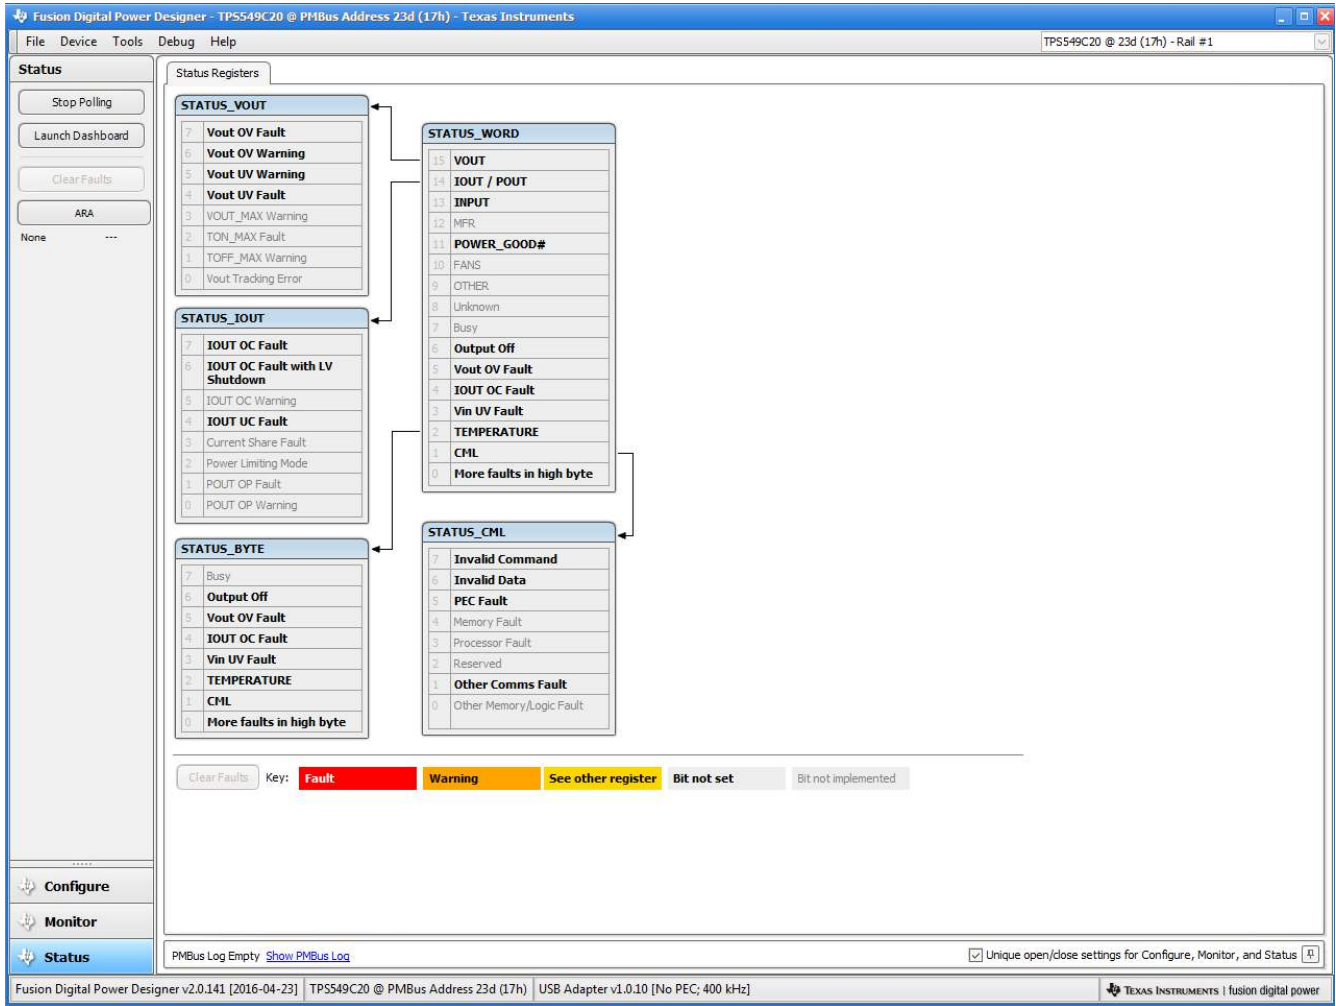 Fusion Digital Power Designer - TPS549C20 @ PMBus Address 23d (17h) - Texas Instruments
File Device Tools Debug Help
TPS549C20 @ 23d (17h) - Rail #1
Status
Stop Polling
Launch Dashboard
Clear Faults
ARA
None ---
Status Registers
STATUS_VOUT
7 Vout OV Fault
6 Vout OV Warning
5 Vout UV Warning
4 Vout UV Fault
3 VOUT_MAX Warning
2 TON_MAX Fault
1 TOFF_MAX Warning
0 Vout Tracking Error
STATUS_IOUT
7 IOUT OC Fault
6 IOUT OC Fault with LV
Shutdown
5 IOUT OC Warning
4 IOUT UC Fault
3 Current Share Fault
2 Power Limiting Mode
1 POUT OP Fault
0 POUT OP Warning
STATUS_BYTE
7 Busy
6 Output Off
5 Vout OV Fault
4 IOUT OC Fault
3 Vin UV Fault
2 TEMPERATURE
1 CML
0 More faults in high byte
STATUS_WORD
15 VOUT
14 IOUT / POUT
13 INPUT
12 MFR
11 POWER_GOOD#
10 FANS
9 OTHER
8 Unknown
7 Busy
6 Output Off
5 Vout OV Fault
4 IOUT OC Fault
3 Vin UV Fault
2 TEMPERATURE
1 CML
0 More faults in high byte
STATUS_CML
7 Invalid Command
6 Invalid Data
5 PEC Fault
4 Memory Fault
3 Processor Fault
2 Reserved
1 Other Comms Fault
0 Other Memory/Logic Fault
Clear Faults Key: Fault Warning See other register Bit not set Bit not implemented
Configure
Monitor
Status
PMBus Log Empty Show PMBus Log
Unique open/close settings for Configure, Monitor, and Status
Fusion Digital Power Designer v2.0.141 [2016-04-23] TPS549C20 @ PMBus Address 23d (17h) USB Adapter v1.0.10 [No PEC; 400 kHz]
TEXAS INSTRUMENTS | fusion digital power